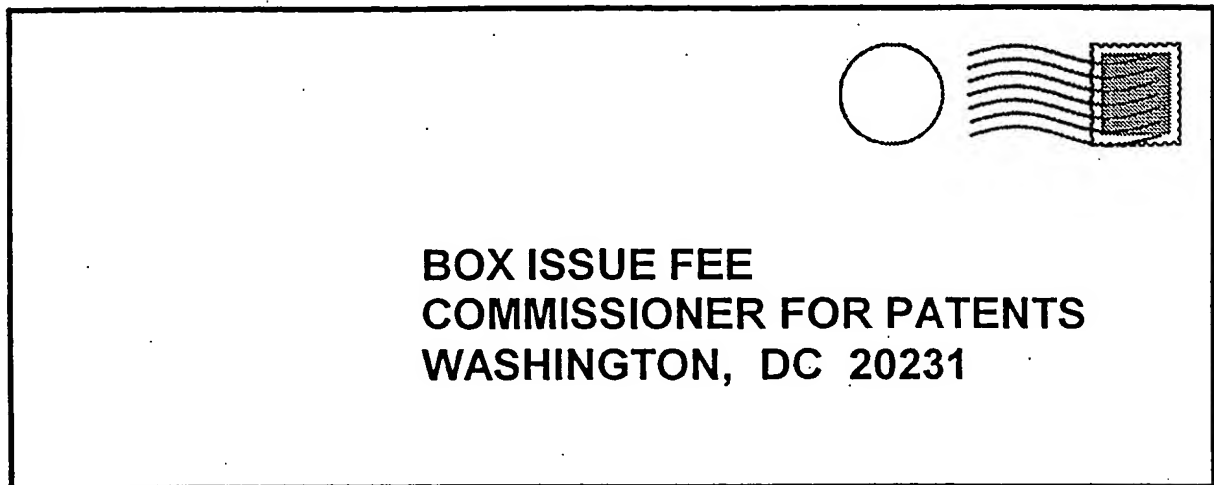 BOX ISSUE FEE
COMMISSIONER FOR PATENTS
WASHINGTON, DC 20231